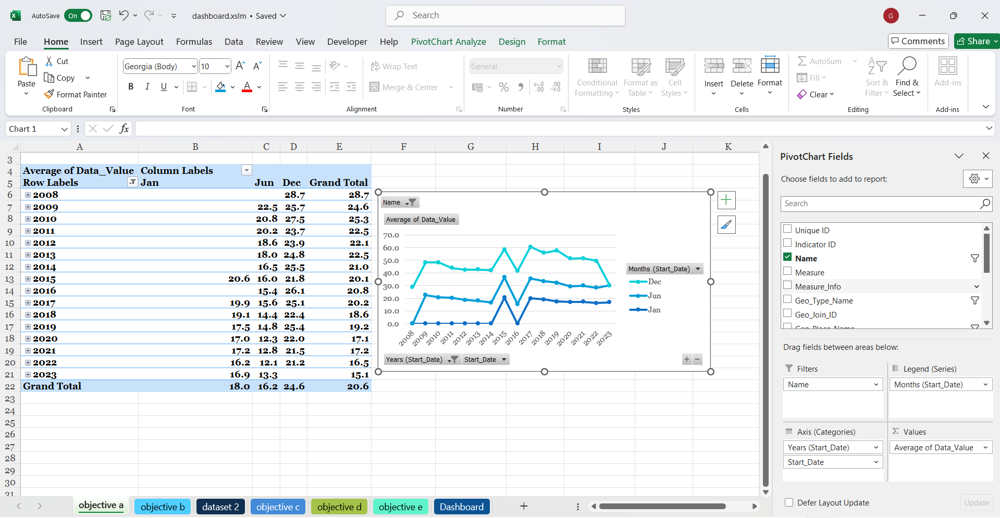 AutoSave On dashboard.xslm • Saved Search G
File Home Insert Page Layout Formulas Data Review View Developer Help PivotChart Analyze Design Format Comments Share
Paste Cut Copy Format Painter Clipboard
Georgia (Body) 10 B I U A Font
Wrap Text Merge & Center Alignment
General % Number
Conditional Formatting Format as Table Cell Styles Styles
Insert Delete Format Cells
AutoSum Fill Clear Sort & Filter Find & Select Editing
Add-ins Add-ins
Chart 1 fx
A B C D E F G H I J K
3
4 Average of Data_Value Column Labels
5 Row Labels Jan Jun Dec Grand Total
6 2008 28.7 28.7
7 2009 22.5 25.7 24.6
8 2010 20.8 27.5 25.3
9 2011 20.2 23.7 22.5
10 2012 18.6 23.9 22.1
11 2013 18.0 24.8 22.5
12 2014 16.5 25.5 21.0
13 2015 20.6 16.0 21.8 20.1
14 2016 15.4 26.1 20.8
15 2017 19.9 15.6 25.1 20.2
16 2018 19.1 14.4 22.4 18.6
17 2019 17.5 14.8 25.4 19.2
18 2020 17.0 12.3 22.0 17.1
19 2021 17.2 12.8 21.5 17.2
20 2022 16.2 12.1 21.2 16.5
21 2023 16.9 13.3 15.1
22 Grand Total 18.0 16.2 24.6 20.6
23
24
25
26
27
28
29
30
31
Name
Average of Data_Value
70.0
60.0
50.0
40.0
30.0
20.0
10.0
0.0
2008 2009 2010 2011 2012 2013 2014 2015 2016 2017 2018 2019 2020 2021 2022 2023
Months (Start_Date)
Dec
Jun
Jan
Years (Start_Date) Start_Date
PivotChart Fields
Choose fields to add to report:
Search
Unique ID
Indicator ID
Name
Measure
Measure_Info
Geo_Type_Name
Geo_Join_ID
Geo_Place_Name
Drag fields between areas below:
Filters Legend (Series)
Name Months (Start_Date)
Axis (Categories) Values
Years (Start_Date) Average of Data_Value
Start_Date
Defer Layout Update Update
objective a objective b dataset 2 objective c objective d objective e Dashboard